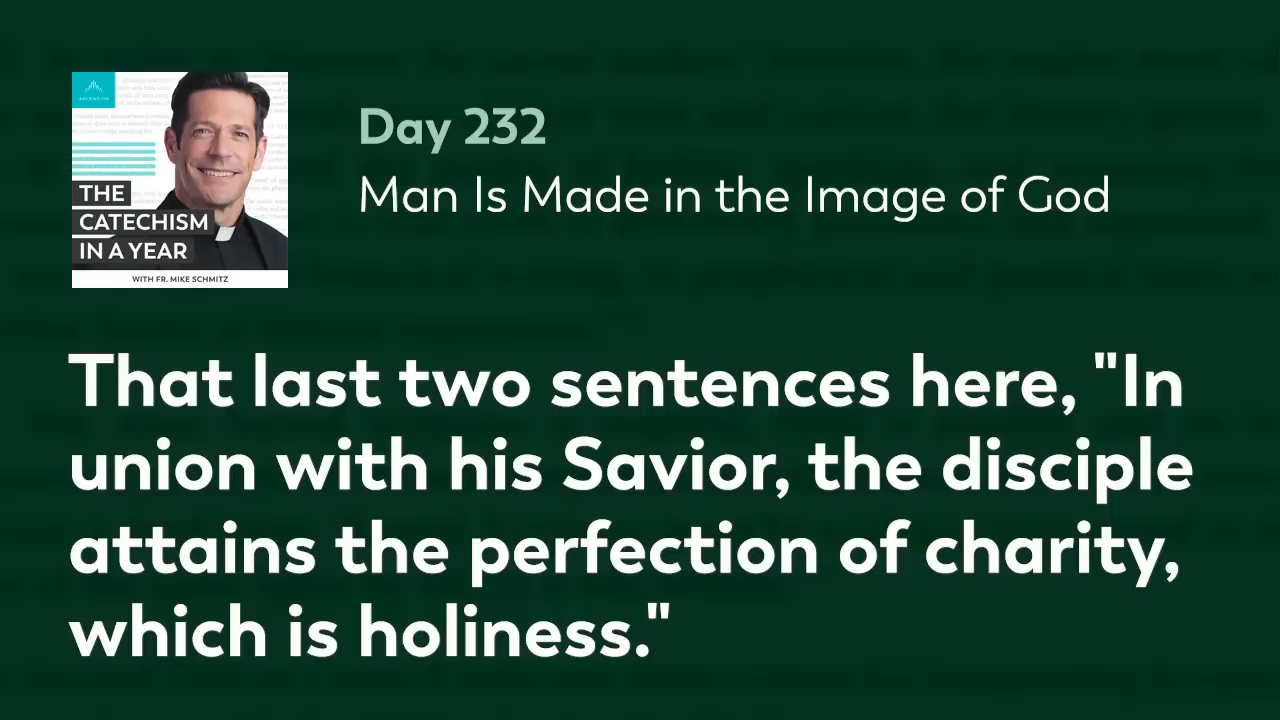 ASCENSION
THE
CATECHISM
IN A YEAR
WITH FR. MIKE SCHMITZ
Day 232
Man Is Made in the Image of God
That last two sentences here, "In
union with his Savior, the disciple
attains the perfection of charity,
which is holiness."